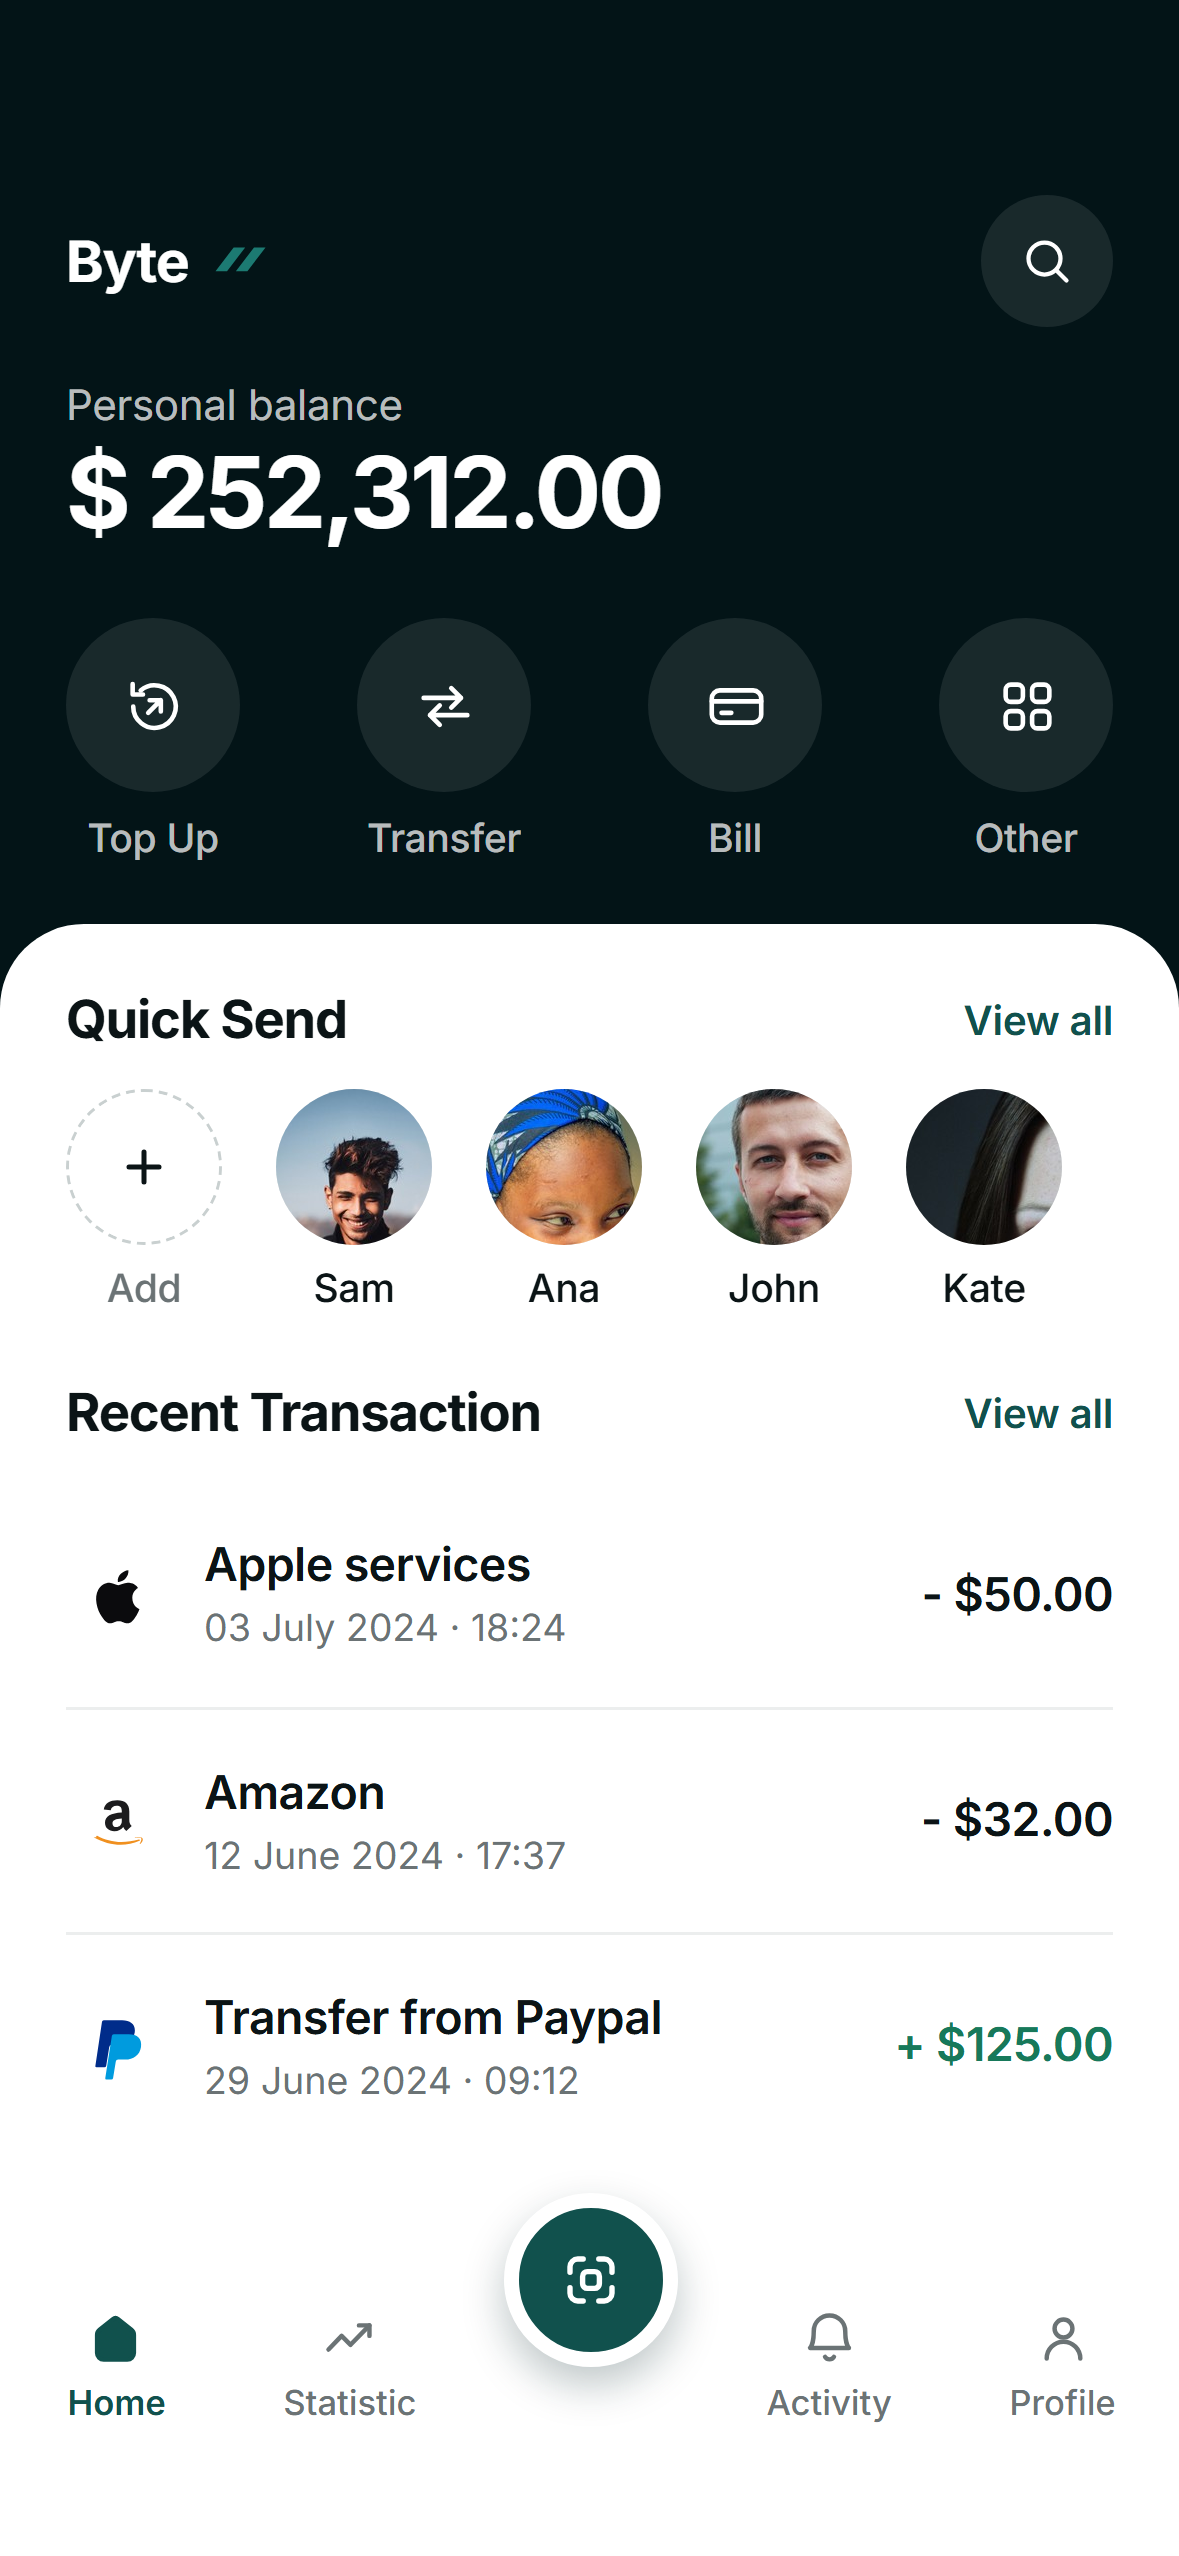 Byte
Personal balance
$ 252,312.00
Top Up
Transfer
Bill
Other
Quick Send
View all
Add
Sam
Ana
John
Kate
Recent Transaction
View all
Apple services
03 July 2024 · 18:24
- $50.00
Amazon
12 June 2024 · 17:37
- $32.00
Transfer from Paypal
29 June 2024 · 09:12
+ $125.00
Home
Statistic
Activity
Profile